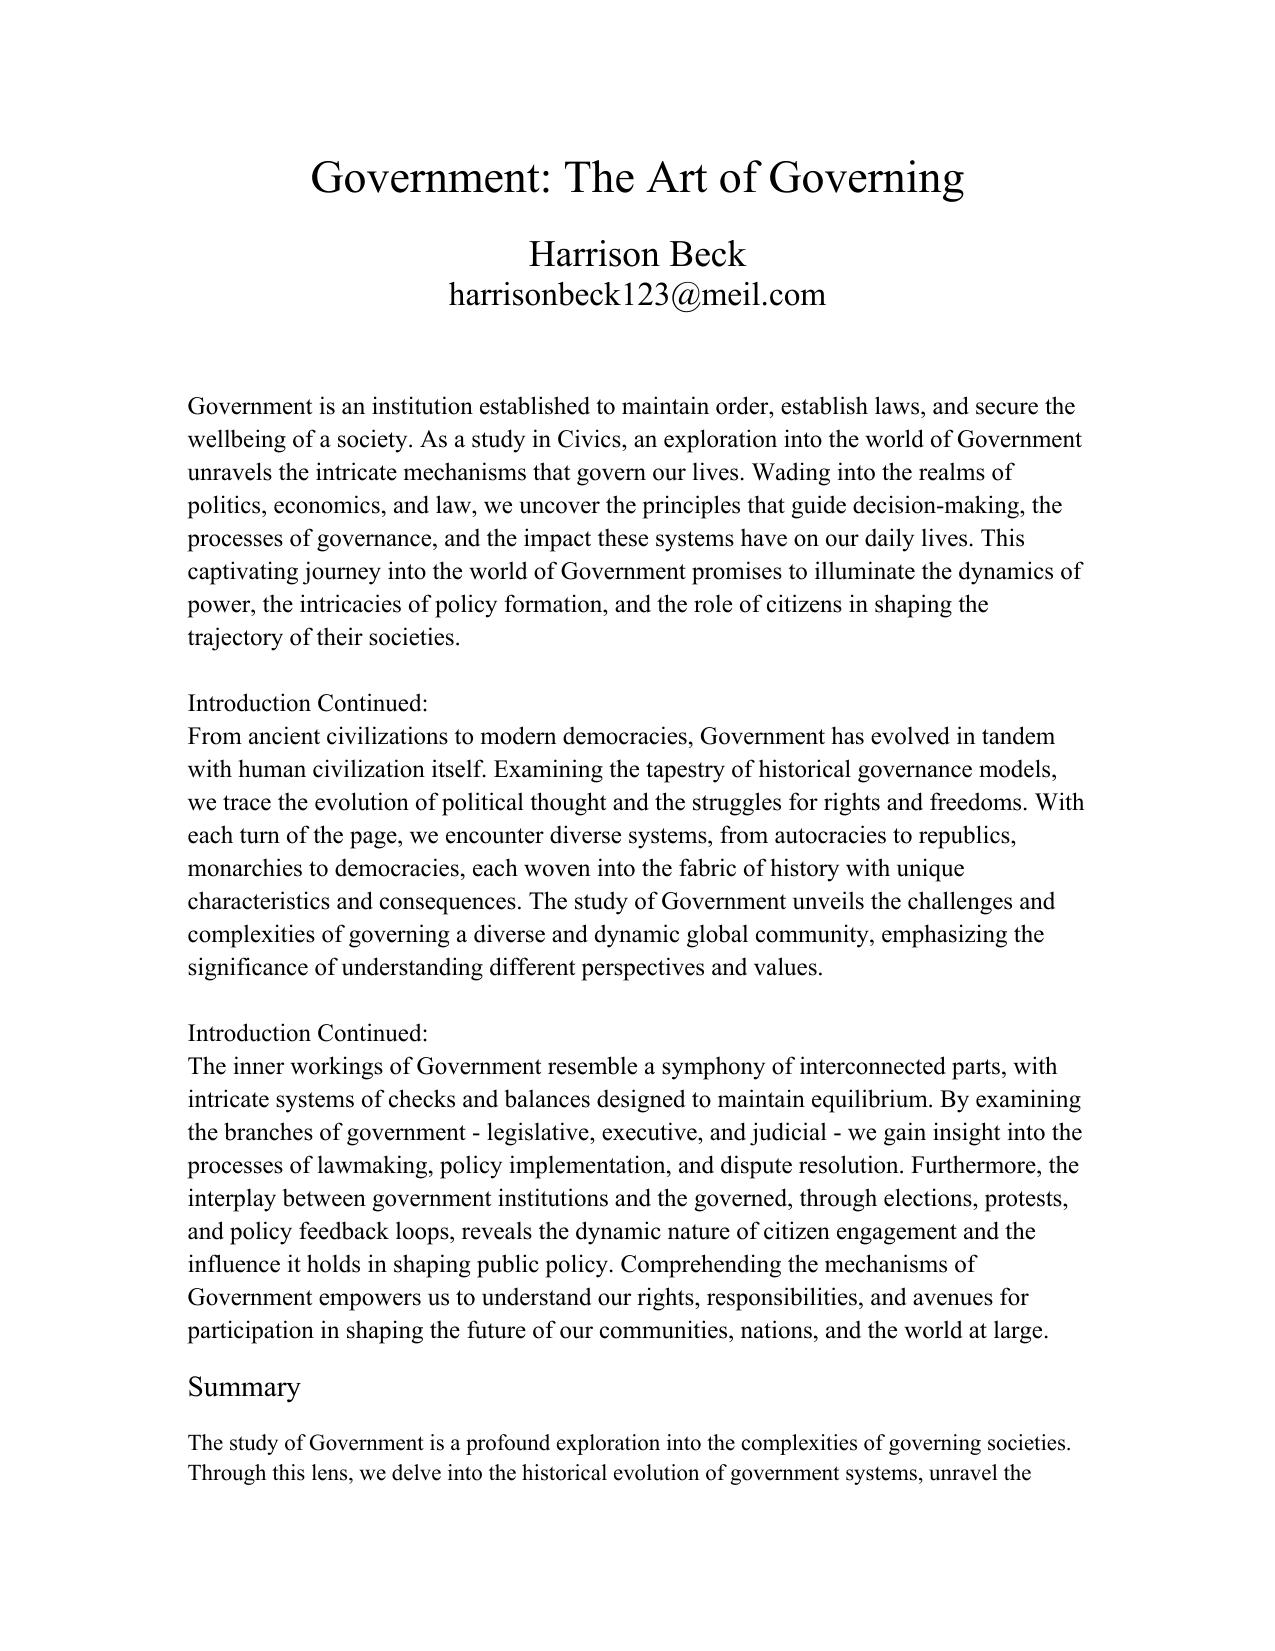 Government: The Art of Governing
Harrison Beck
harrisonbeck123@meil.com
Government is an institution established to maintain order, establish laws, and secure the
wellbeing of a society. As a study in Civics, an exploration into the world of Government
unravels the intricate mechanisms that govern our lives. Wading into the realms of
politics, economics, and law, we uncover the principles that guide decision-making, the
processes of governance, and the impact these systems have on our daily lives. This
captivating journey into the world of Government promises to illuminate the dynamics of
power, the intricacies of policy formation, and the role of citizens in shaping the
trajectory of their societies.
Introduction Continued:
From ancient civilizations to modern democracies, Government has evolved in tandem
with human civilization itself. Examining the tapestry of historical governance models,
we trace the evolution of political thought and the struggles for rights and freedoms. With
each turn of the page, we encounter diverse systems, from autocracies to republics,
monarchies to democracies, each woven into the fabric of history with unique
characteristics and consequences. The study of Government unveils the challenges and
complexities of governing a diverse and dynamic global community, emphasizing the
significance of understanding different perspectives and values.
Introduction Continued:
The inner workings of Government resemble a symphony of interconnected parts, with
intricate systems of checks and balances designed to maintain equilibrium. By examining
the branches of government - legislative, executive, and judicial - we gain insight into the
processes of lawmaking, policy implementation, and dispute resolution. Furthermore, the
interplay between government institutions and the governed, through elections, protests,
and policy feedback loops, reveals the dynamic nature of citizen engagement and the
influence it holds in shaping public policy. Comprehending the mechanisms of
Government empowers us to understand our rights, responsibilities, and avenues for
participation in shaping the future of our communities, nations, and the world at large.
Summary
The study of Government is a profound exploration into the complexities of governing societies.
Through this lens, we delve into the historical evolution of government systems, unravel the